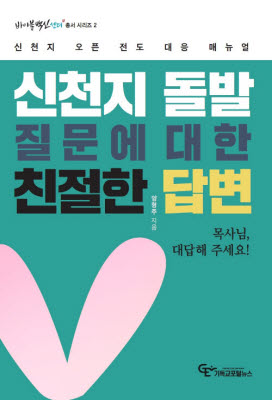 바이블백신센터 총서 시리즈 2
신천지 오픈 전도 대응 매뉴얼
신천지 돌발
질문에 대한
친절한 답변
양형주 지음
목사님,
대답해 주세요!
기독교포털뉴스